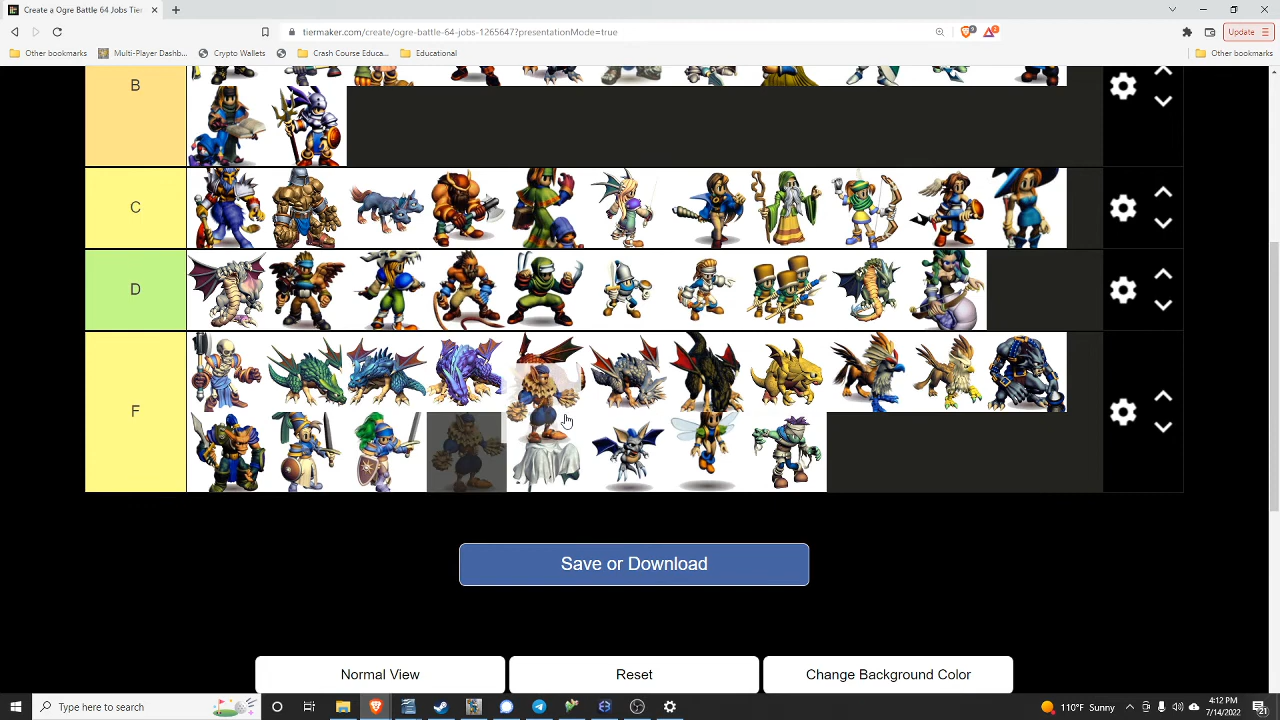 Create a Ogre Battle 64 Jobs Tier
tiermaker.com/create/ogre-battle-64-jobs-1265647?presentationMode=true
Update
Other bookmarks
Multi-Player Dashb...
Crypto Wallets
Crash Course Educa...
Educational
Other bookmarks
B
C
D
F
Save or Download
Normal View
Reset
Change Background Color
Type here to search
110°F Sunny
4:12 PM
7/14/2022
21